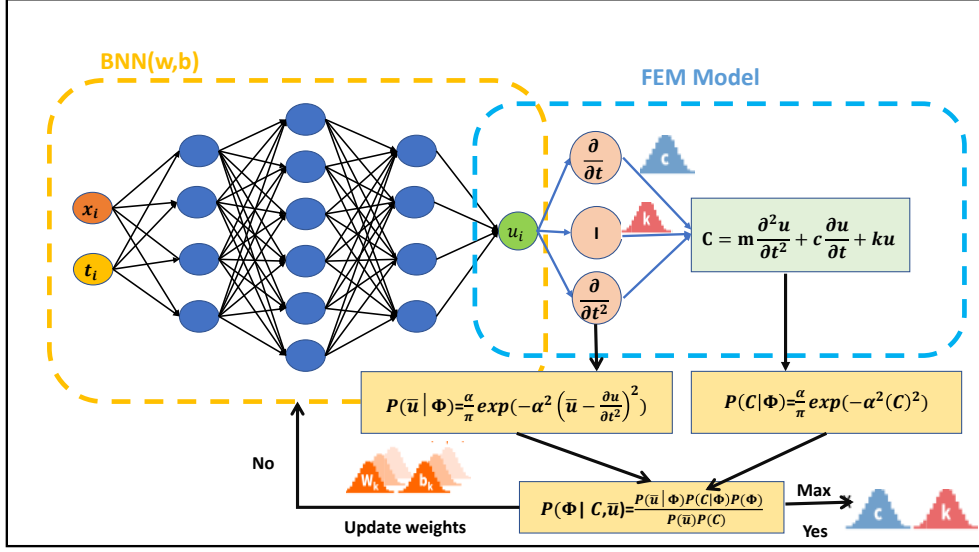 BNN(w,b)
FEM Model
∂/∂t
c
x_i
t_i
u_i
I
k
C = m ∂²u/∂t² + c ∂u/∂t + ku
∂/∂t²
P(ū | Φ)=α/π exp(−α² (ū − ∂u/∂t²)²)
P(C|Φ)=α/π exp(−α²(C)²)
No
W_k
b_k
Update weights
P(Φ | C,ū)=P(ū | Φ)P(C|Φ)P(Φ)/P(ū)P(C)
Max
Yes
c
k